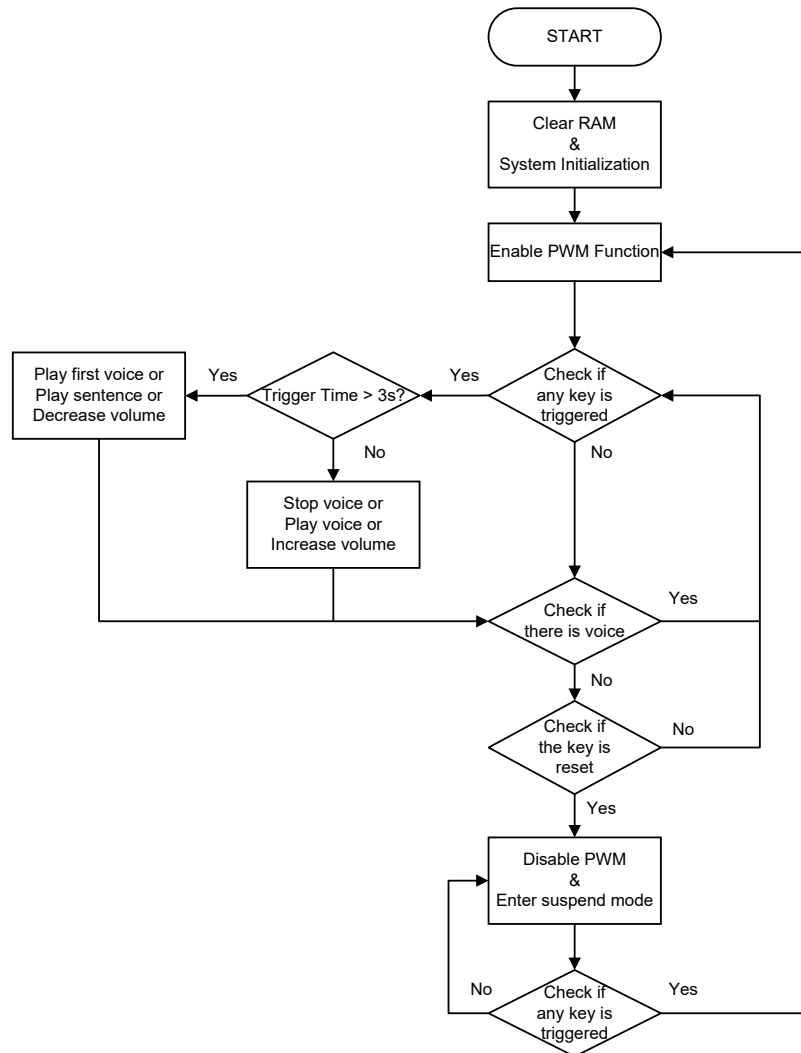 START
Clear RAM
&
System Initialization
Enable PWM Function
Check if
any key is
triggered
Yes
No
Trigger Time > 3s?
Yes
No
Play first voice or
Play sentence or
Decrease volume
Stop voice or
Play voice or
Increase volume
Check if
there is voice
Yes
No
Check if
the key is
reset
No
Yes
Disable PWM
&
Enter suspend mode
Check if
any key is
triggered
No
Yes